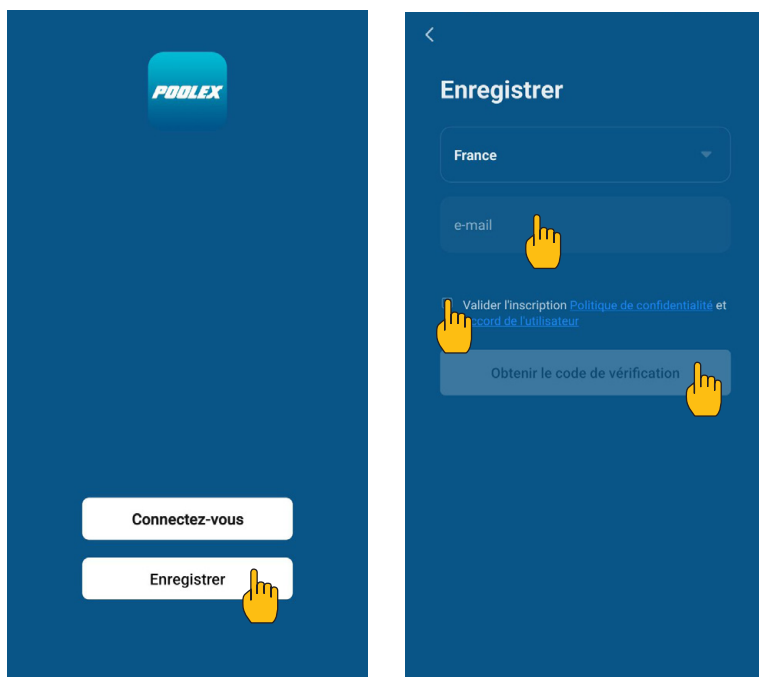 POOLEX
Connectez-vous
Enregistrer
Enregistrer
France
e-mail
Valider l'inscription Politique de confidentialité et
accord de l'utilisateur
Obtenir le code de vérification